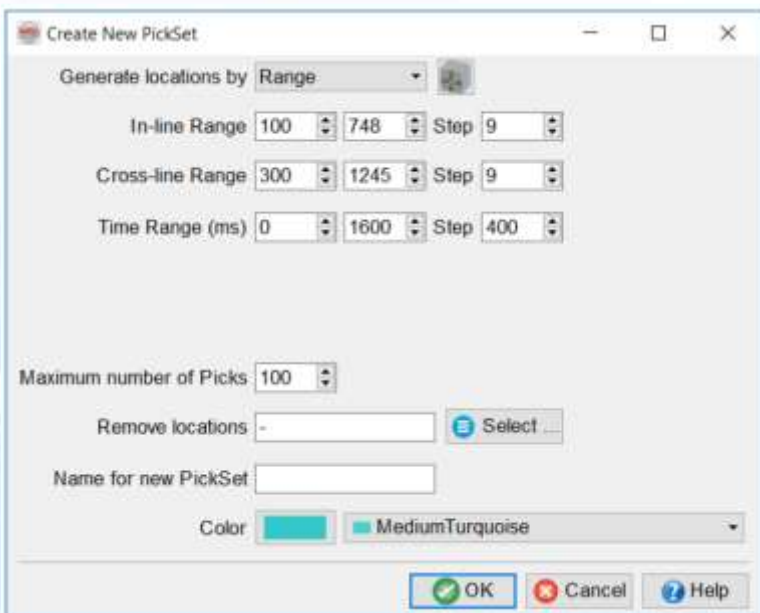 Create New PickSet
Generate locations by Range
In-line Range 100 748 Step 9
Cross-line Range 300 1245 Step 9
Time Range (ms) 0 1600 Step 400
Maximum number of Picks 100
Remove locations - Select ...
Name for new PickSet
Color MediumTurquoise
OK Cancel Help